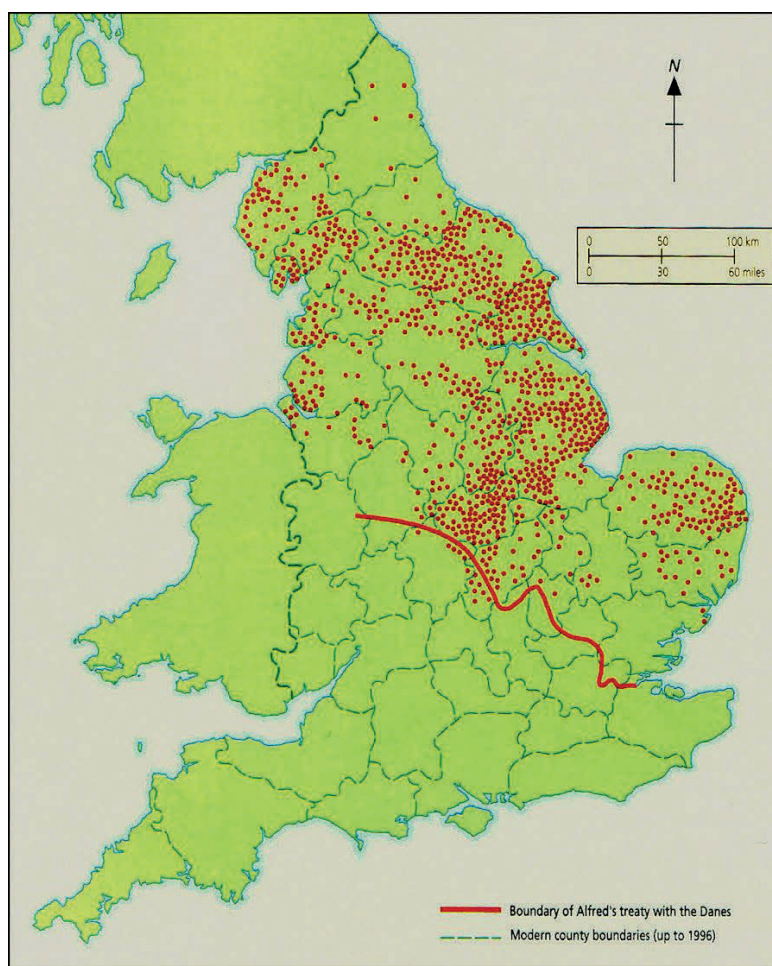 N
0 50 100 km
0 30 60 miles
Boundary of Alfred's treaty with the Danes
Modern county boundaries (up to 1996)